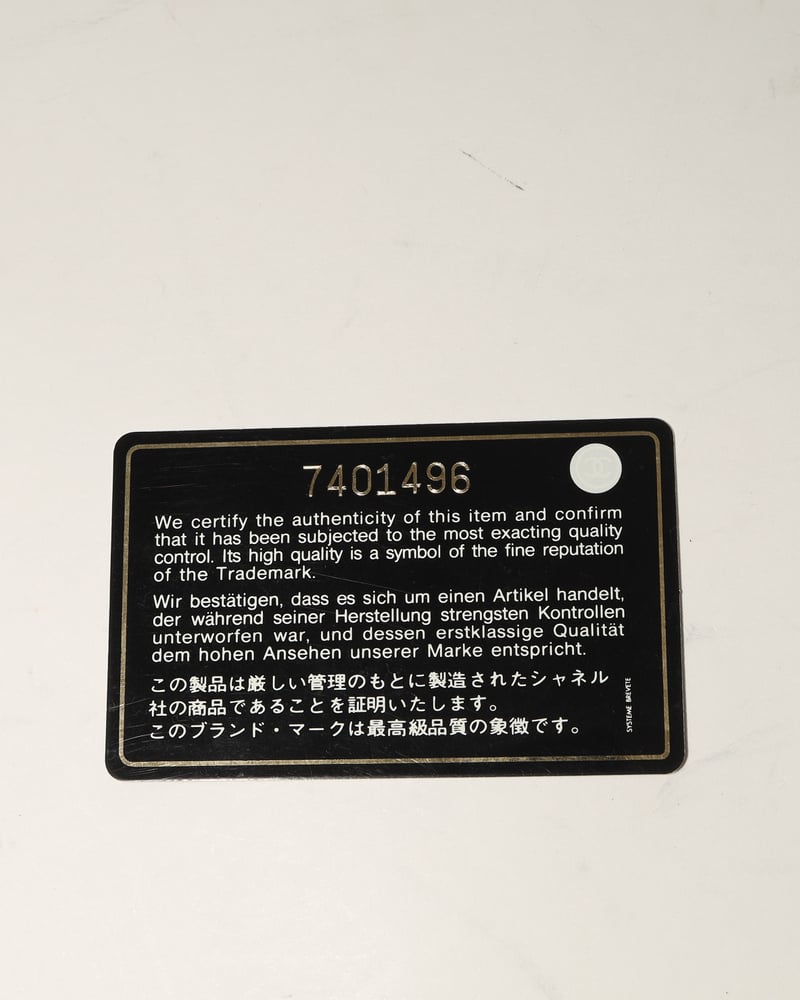 7401496
We certify the authenticity of this item and confirm
that it has been subjected to the most exacting quality
control. Its high quality is a symbol of the fine reputation
of the Trademark.
Wir bestätigen, dass es sich um einen Artikel handelt,
der während seiner Herstellung strengsten Kontrollen
unterworfen war, und dessen erstklassige Qualität
dem hohen Ansehen unserer Marke entspricht.
この製品は厳しい管理のもとに製造されたシャネル
社の商品であることを証明いたします。
このブランド・マークは最高級品質の象徴です。
SYSTEME BREVETE